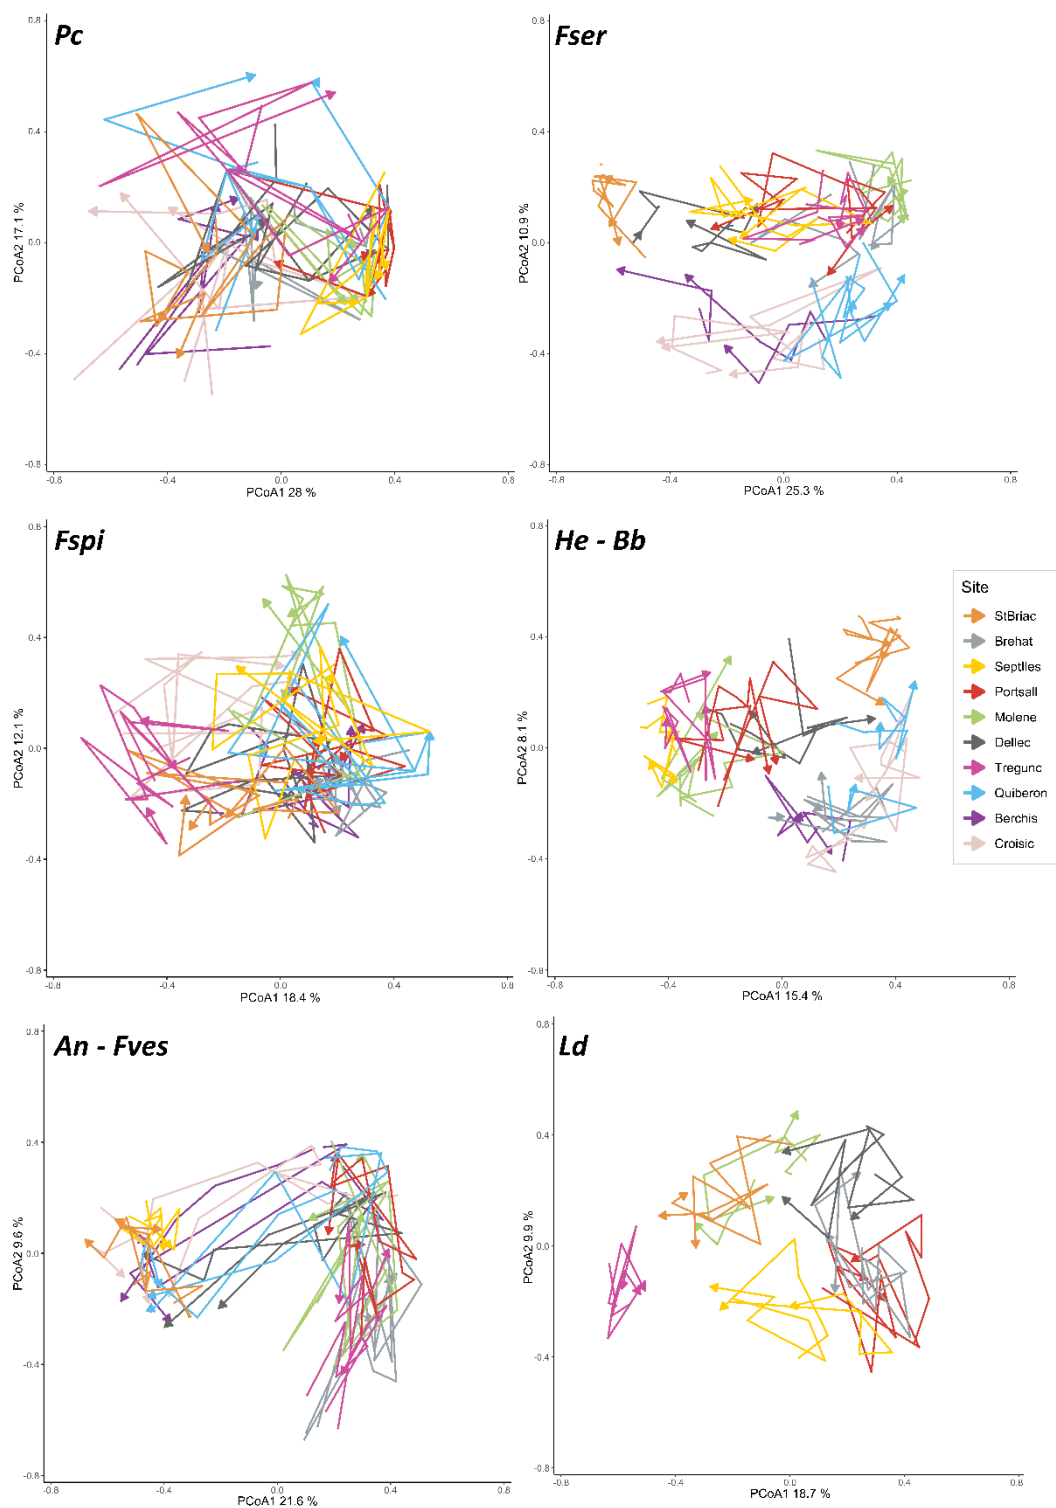 Pc
0.8
0.4
0.0
-0.4
-0.8
PCoA2 17.1 %
-0.8 -0.4 0.0 0.4 0.8
PCoA1 28 %
Fser
0.8
0.4
0.0
-0.4
-0.8
PCoA2 10.9 %
-0.8 -0.4 0.0 0.4 0.8
PCoA1 25.3 %
Fspi
0.8
0.4
0.0
-0.4
-0.8
PCoA2 12.1 %
-0.8 -0.4 0.0 0.4 0.8
PCoA1 18.4 %
He - Bb
0.8
0.4
0.0
-0.4
-0.8
PCoA2 8.1 %
-0.8 -0.4 0.0 0.4 0.8
PCoA1 15.4 %
Site
StBriac
Brehat
SeptIles
Portsall
Molene
Dellec
Tregunc
Quiberon
Berchis
Croisic
An - Fves
0.8
0.4
0.0
-0.4
-0.8
PCoA2 9.6 %
-0.8 -0.4 0.0 0.4 0.8
PCoA1 21.6 %
Ld
0.8
0.4
0.0
-0.4
-0.8
PCoA2 9.9 %
-0.8 -0.4 0.0 0.4 0.8
PCoA1 18.7 %